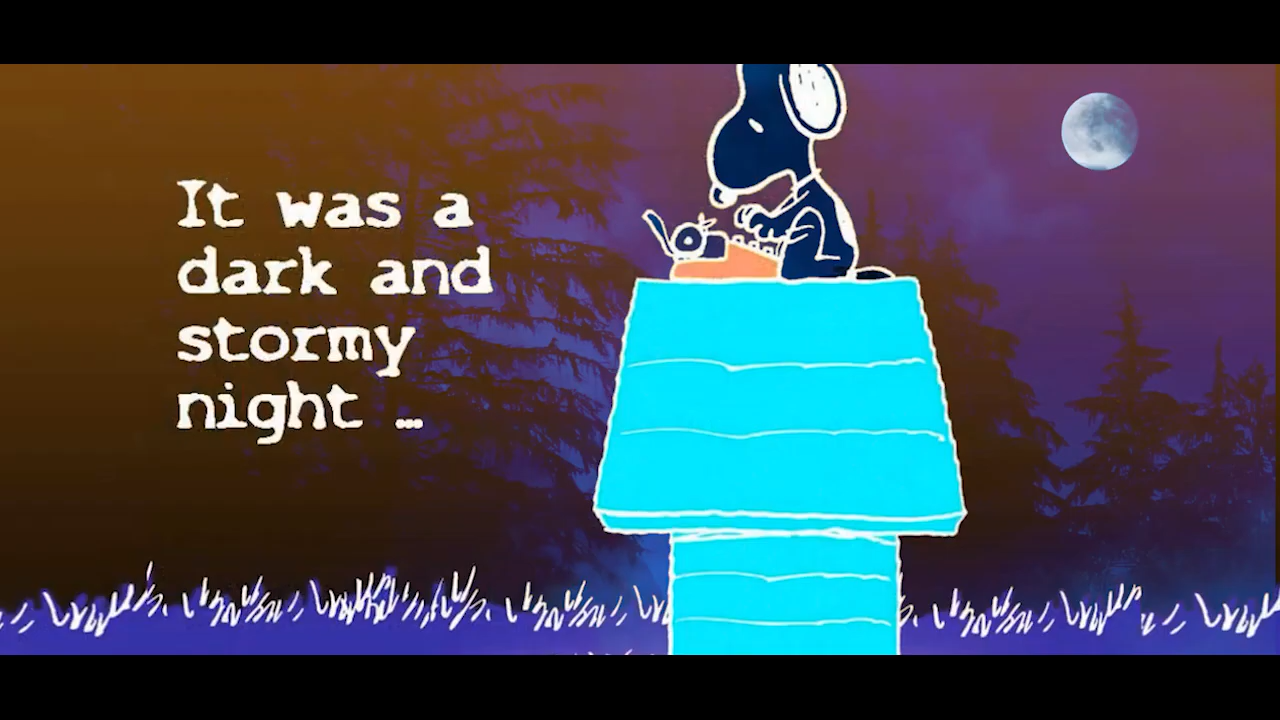 It was a
dark and
stormy
night …